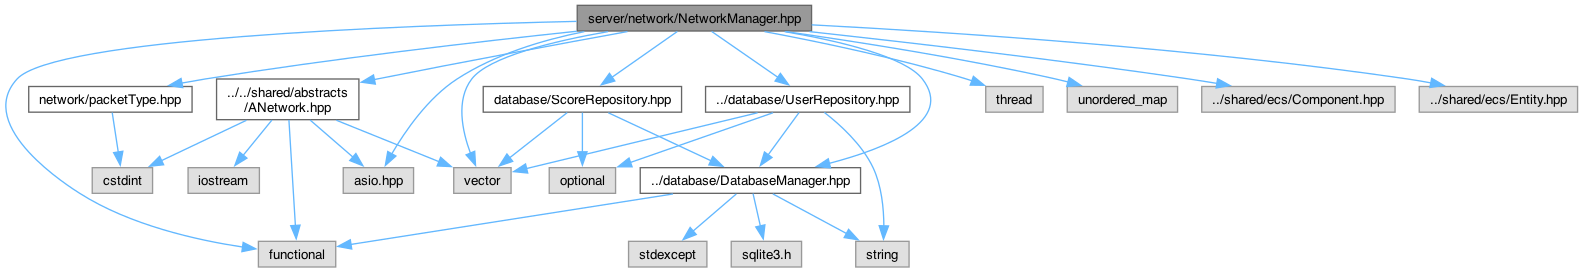 server/network/NetworkManager.hpp
network/packetType.hpp
../../shared/abstracts
/ANetwork.hpp
database/ScoreRepository.hpp
../database/UserRepository.hpp
thread
unordered_map
../shared/ecs/Component.hpp
../shared/ecs/Entity.hpp
cstdint
iostream
asio.hpp
vector
optional
../database/DatabaseManager.hpp
functional
stdexcept
sqlite3.h
string